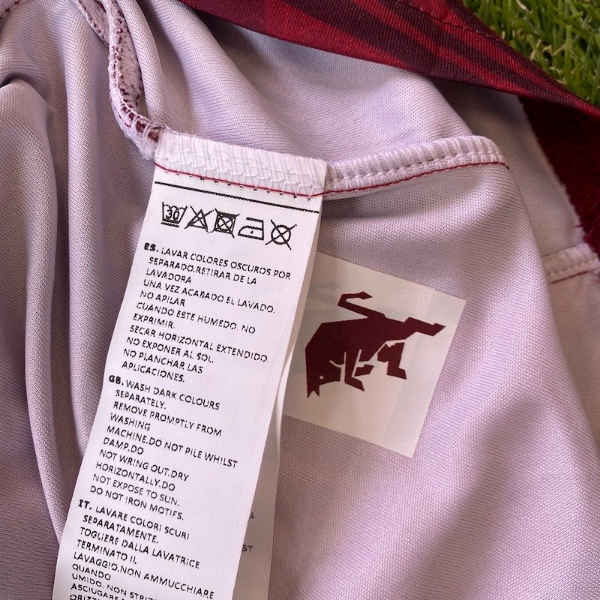 30
ES. LAVAR COLORES OSCUROS POR
SEPARADO.RETIRAR DE LA
LAVADORA
UNA VEZ ACABADO EL LAVADO.
NO APILAR
CUANDO ESTE HUMEDO. NO
EXPRIMIR.
SECAR HORIZONTAL EXTENDIDO
NO EXPONER AL SOL.
NO PLANCHAR LAS
APLICACIONES.
GB. WASH DARK COLOURS
SEPARATELY.
REMOVE PROMPTLY FROM
WASHING
MACHINE.DO NOT PILE WHILST
DAMP.DO
NOT WRING OUT.DRY
HORIZONTALLY.DO
NOT EXPOSE TO SUN.
DO NOT IRON MOTIFS.
IT. LAVARE COLORI SCURI
SEPARATAMENTE.
TOGLIERE DALLA LAVATRICE
TERMINATO IL
LAVAGGIO.NON AMMUCCHIARE
QUANDO
UMIDO. NON